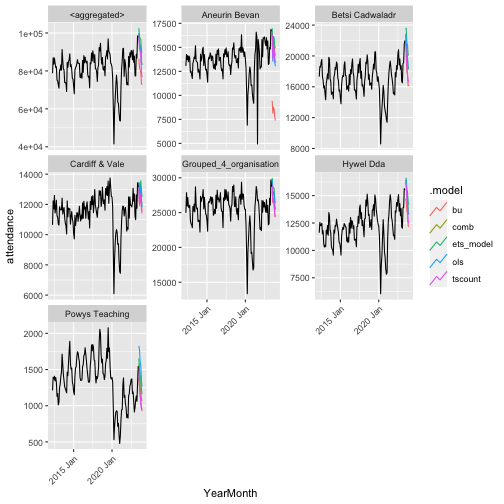 <aggregated>
Aneurin Bevan
Betsi Cadwaladr
1e+05
8e+04
6e+04
4e+04
17500
15000
12500
10000
7500
5000
24000
20000
16000
12000
8000
Cardiff & Vale
Grouped_4_organisation
Hywel Dda
14000
12000
10000
8000
6000
30000
25000
20000
15000
15000
12500
10000
7500
Powys Teaching
2000
1500
1000
500
2015 Jan
2020 Jan
2015 Jan
2020 Jan
2015 Jan
2020 Jan
attendance
YearMonth
.model
bu
comb
ets_model
ols
tscount